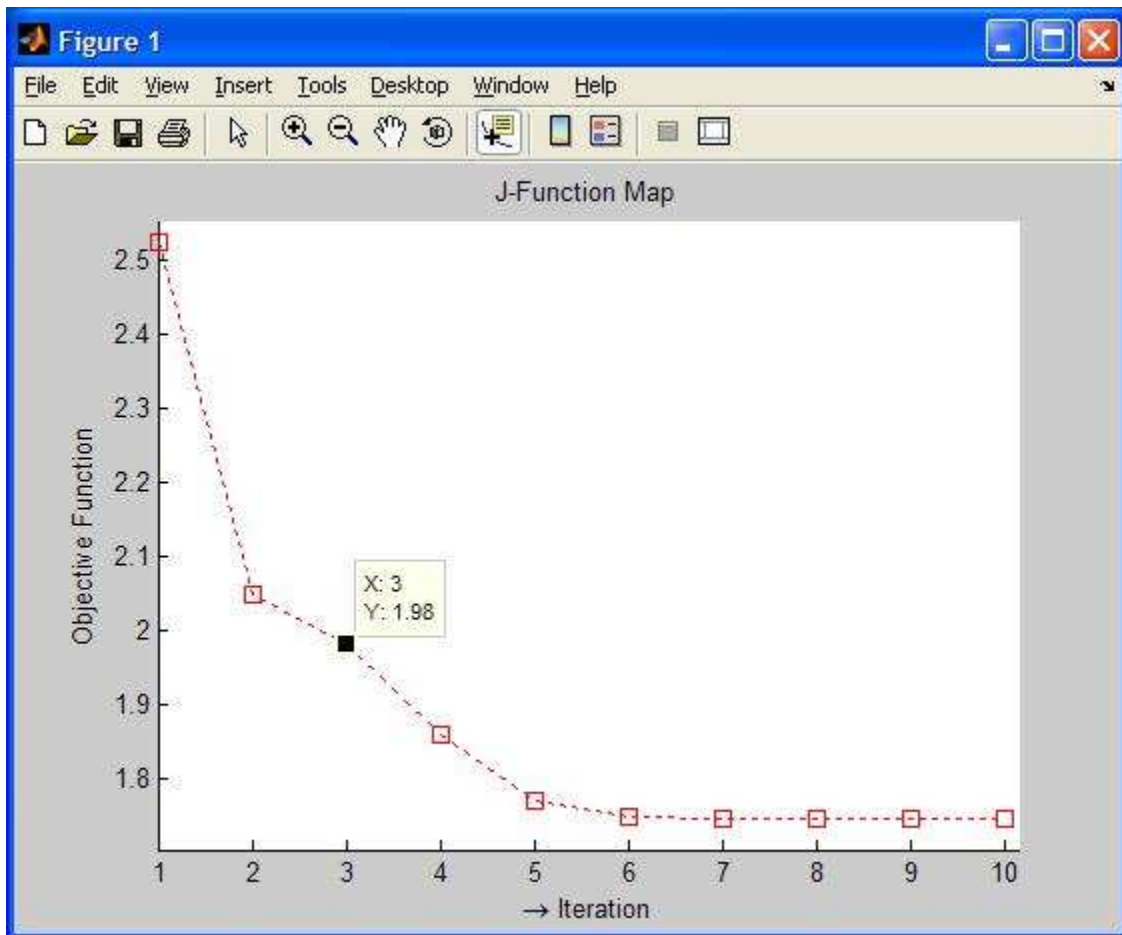 Figure 1
File Edit View Insert Tools Desktop Window Help
J-Function Map
2.5
2.4
2.3
2.2
2.1
2
1.9
1.8
Objective Function
X: 3
Y: 1.98
1 2 3 4 5 6 7 8 9 10
→ Iteration